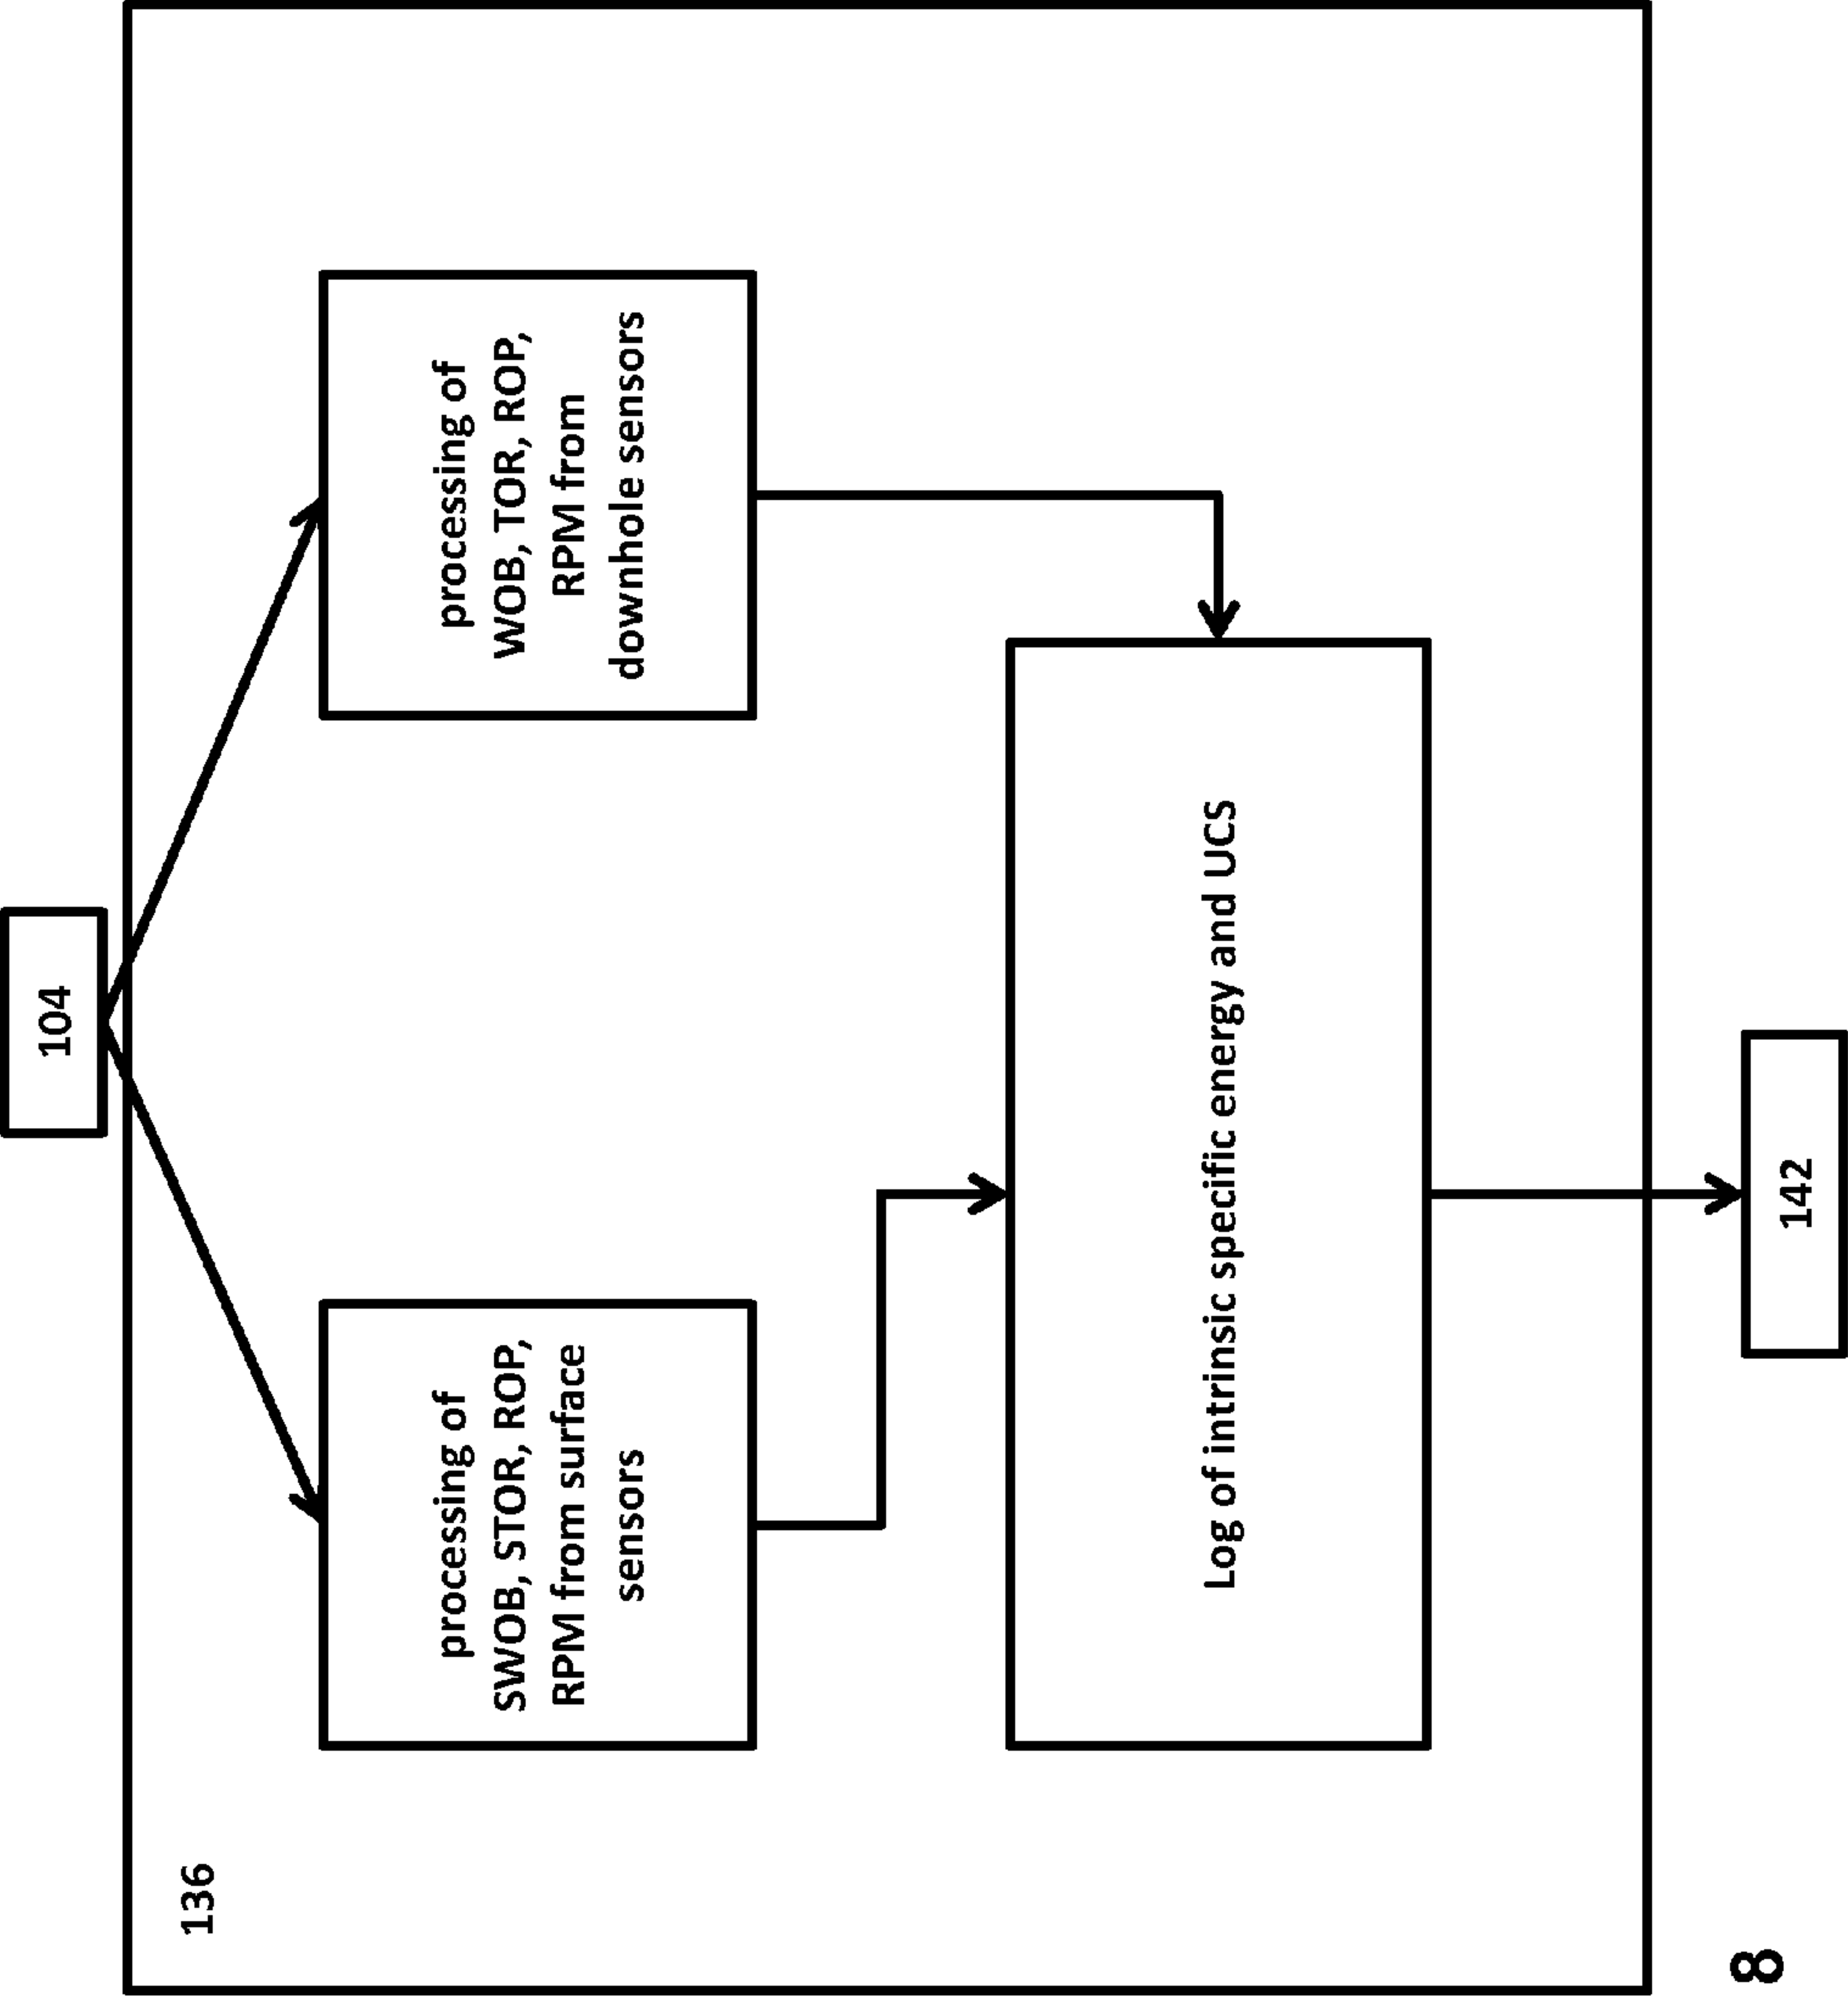 104
136
processing of
SWOB, STOR, ROP,
RPM from surface
sensors
processing of
WOB, TOR, ROP,
RPM from
downhole sensors
Log of intrinsic specific energy and UCS
142
8